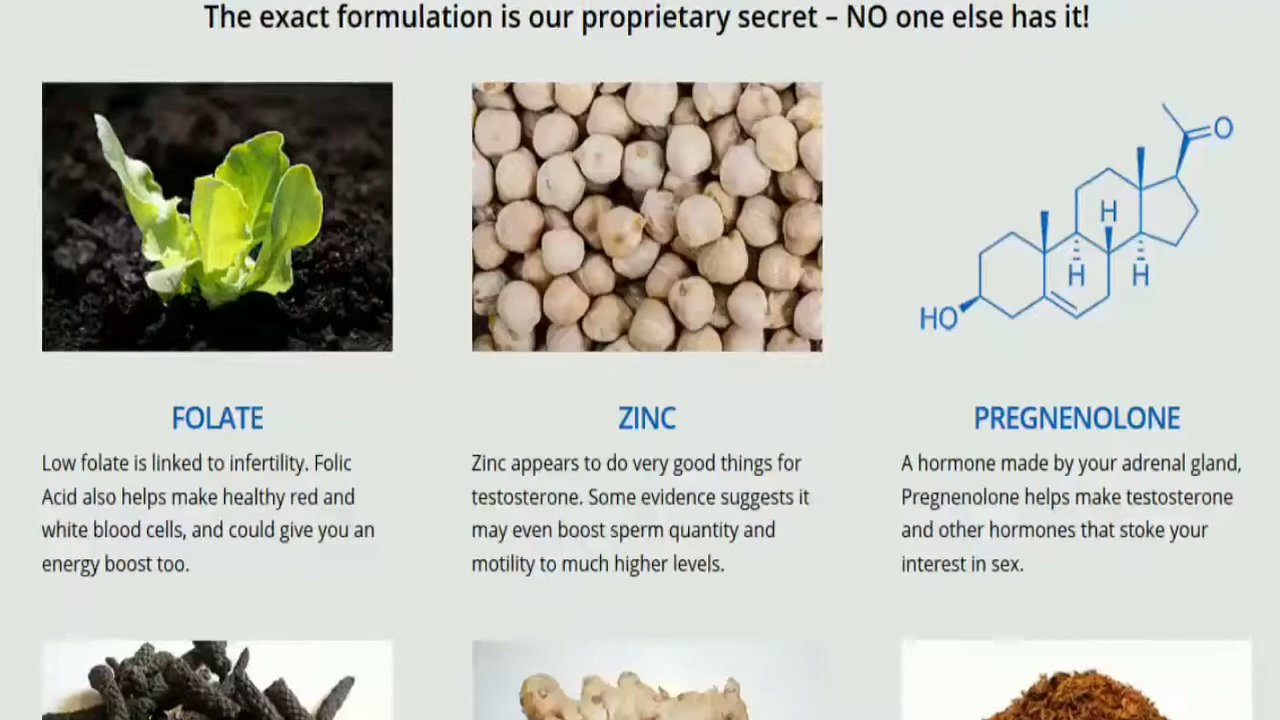 The exact formulation is our proprietary secret – NO one else has it!
O
H
H
H
HO
FOLATE
Low folate is linked to infertility. Folic
Acid also helps make healthy red and
white blood cells, and could give you an
energy boost too.
ZINC
Zinc appears to do very good things for
testosterone. Some evidence suggests it
may even boost sperm quantity and
motility to much higher levels.
PREGNENOLONE
A hormone made by your adrenal gland,
Pregnenolone helps make testosterone
and other hormones that stoke your
interest in sex.